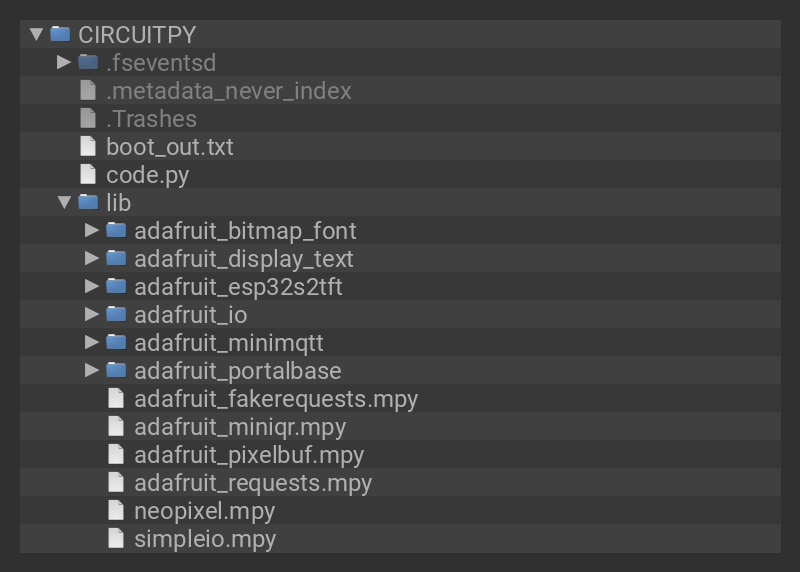 CIRCUITPY
.fseventsd
.metadata_never_index
.Trashes
boot_out.txt
code.py
lib
adafruit_bitmap_font
adafruit_display_text
adafruit_esp32s2tft
adafruit_io
adafruit_minimqtt
adafruit_portalbase
adafruit_fakerequests.mpy
adafruit_miniqr.mpy
adafruit_pixelbuf.mpy
adafruit_requests.mpy
neopixel.mpy
simpleio.mpy